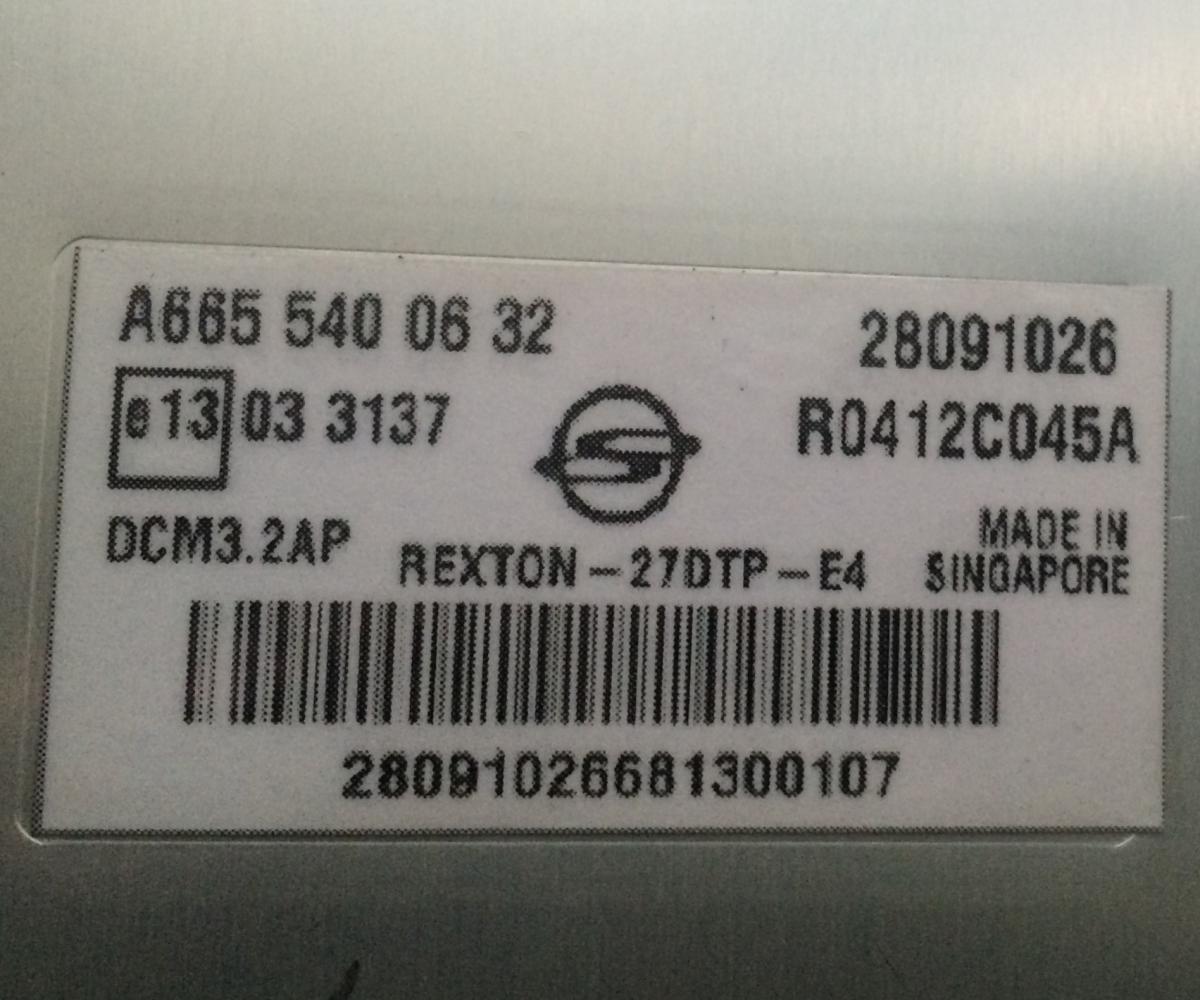 A665 540 06 32
28091026
e13 03 3137
R0412C045A
DCM3.2AP
REXTON-27DTP-E4
MADE IN
SINGAPORE
28091026681300107